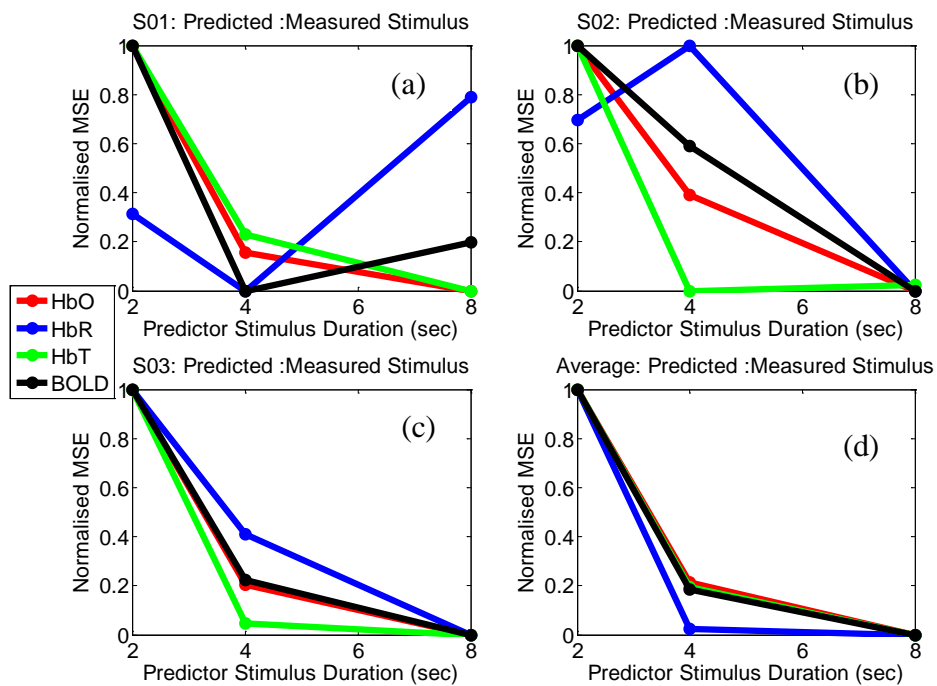 S01: Predicted :Measured Stimulus
1
0.8
0.6
0.4
0.2
0
Normalised MSE
(a)
2 4 8
Predictor Stimulus Duration (sec)
S02: Predicted :Measured Stimulus
1
0.8
0.6
0.4
0.2
0
Normalised MSE
(b)
2 4 8
Predictor Stimulus Duration (sec)
HbO
HbR
HbT
BOLD
S03: Predicted :Measured Stimulus
1
0.8
0.6
0.4
0.2
0
Normalised MSE
(c)
2 4 8
Predictor Stimulus Duration (sec)
Average: Predicted :Measured Stimulus
1
0.8
0.6
0.4
0.2
0
Normalised MSE
(d)
2 4 8
Predictor Stimulus Duration (sec)